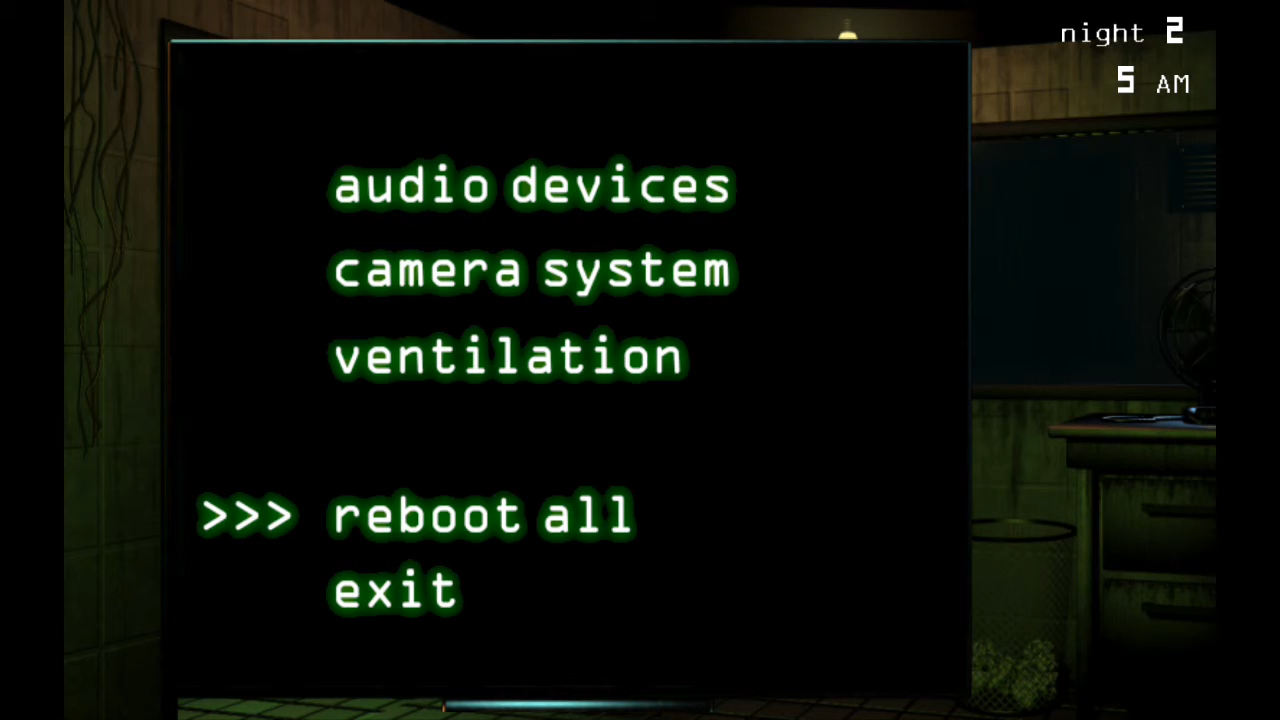 night 2
5 AM
audio devices
camera system
ventilation
>>> reboot all
exit